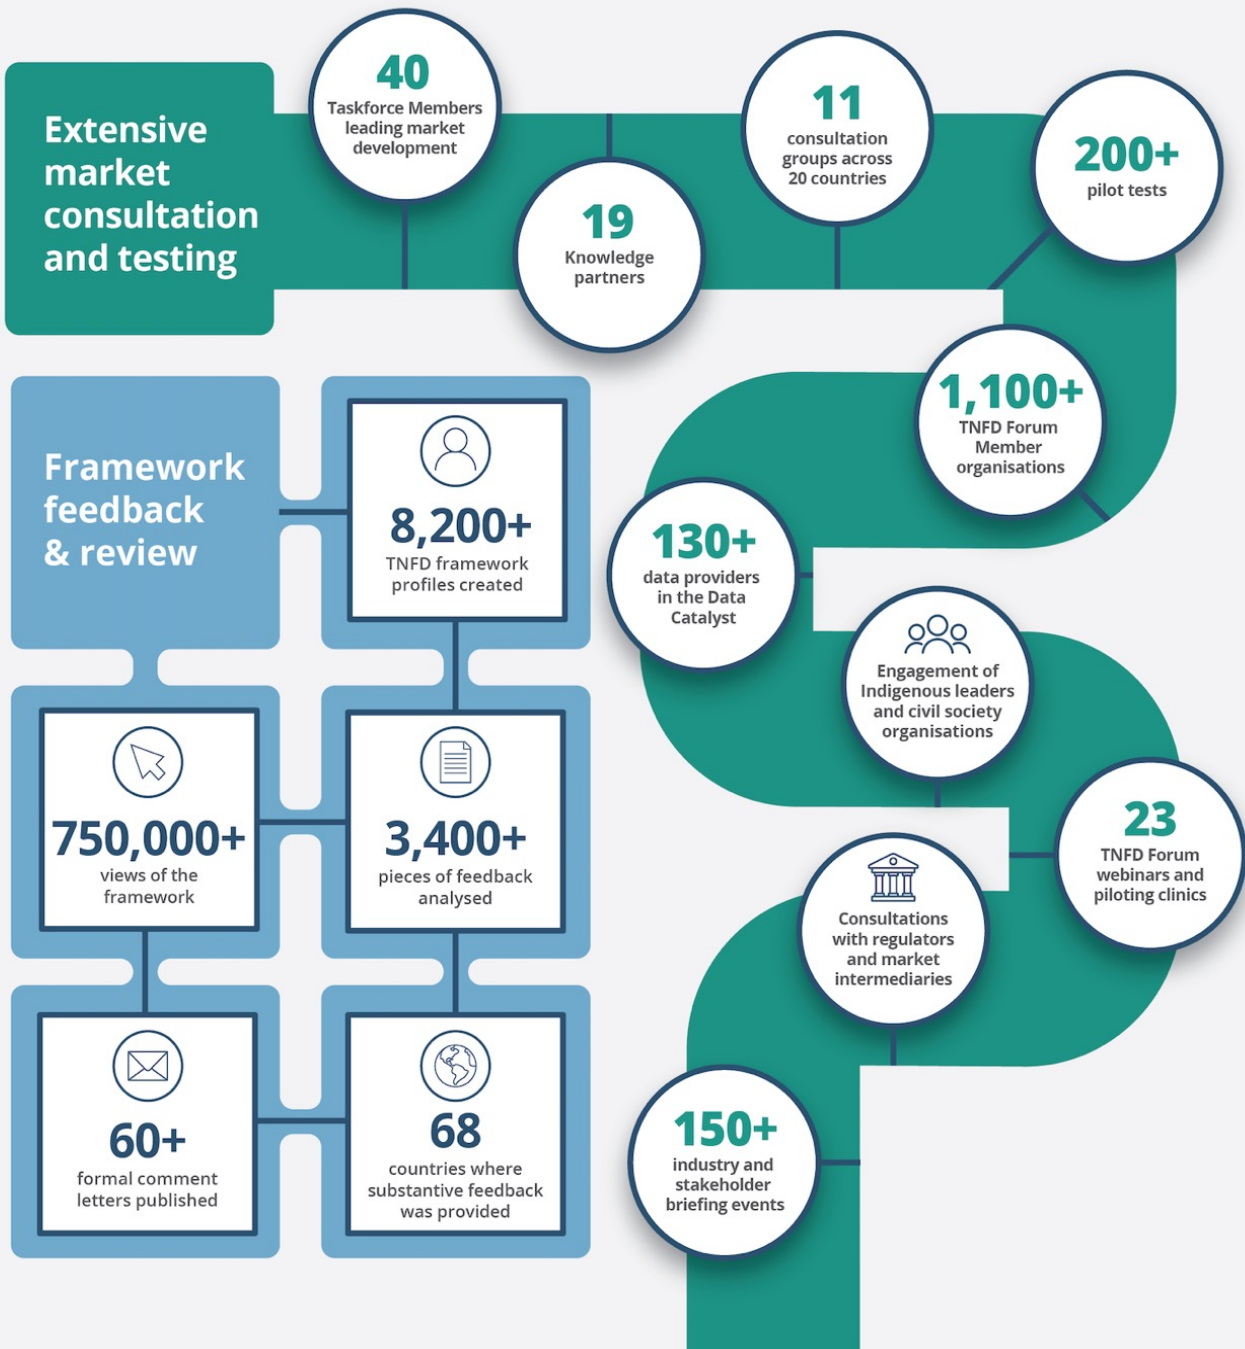 Extensive
market
consultation
and testing
40
Taskforce Members
leading market
development
19
Knowledge
partners
11
consultation
groups across
20 countries
200+
pilot tests
1,100+
TNFD Forum
Member
organisations
130+
data providers
in the Data
Catalyst
Engagement of
Indigenous leaders
and civil society
organisations
23
TNFD Forum
webinars and
piloting clinics
Consultations
with regulators
and market
intermediaries
150+
industry and
stakeholder
briefing events
Framework
feedback
& review
8,200+
TNFD framework
profiles created
750,000+
views of the
framework
3,400+
pieces of feedback
analysed
60+
formal comment
letters published
68
countries where
substantive feedback
was provided